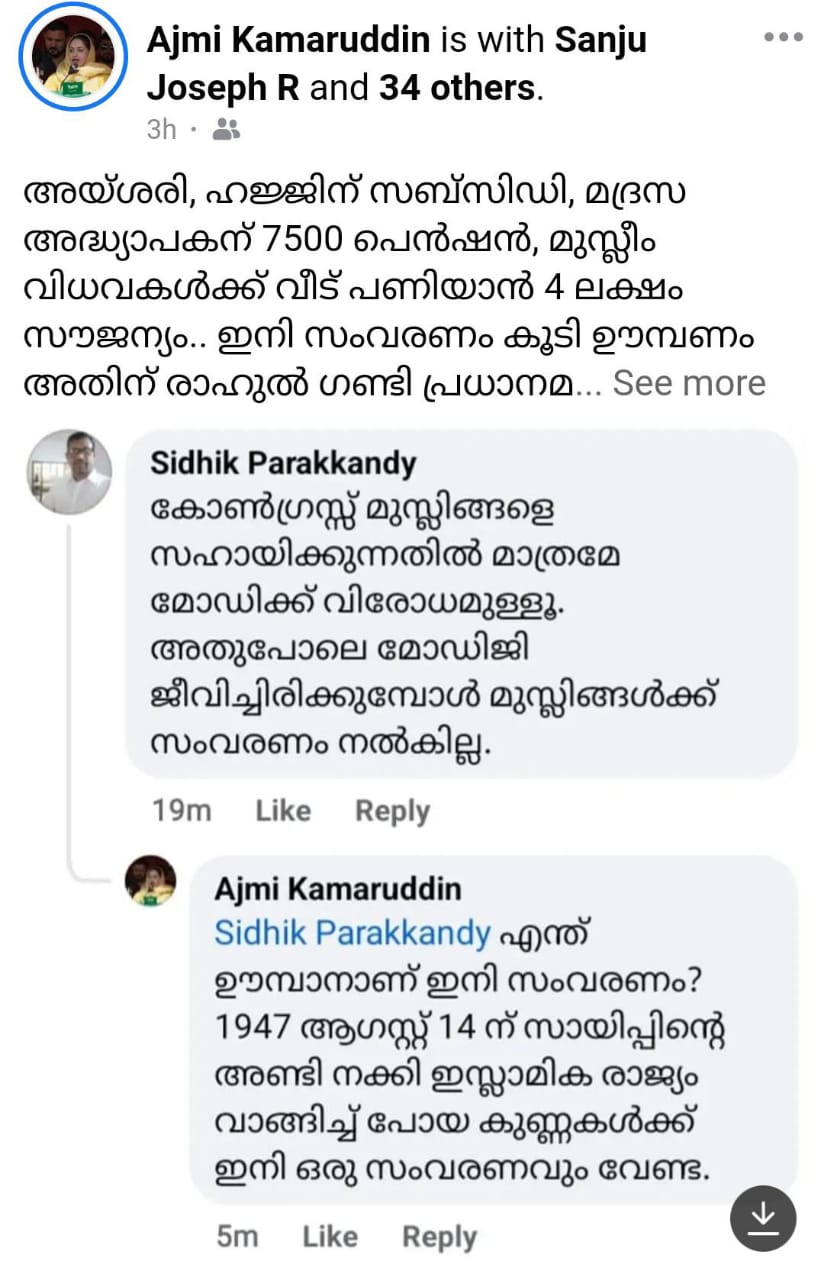 Ajmi Kamaruddin is with Sanju
Joseph R and 34 others.
3h ·
അയ്ശരി, ഹജ്ജിന് സബ്സിഡി, മദ്രസ
അദ്ധ്യാപകന് 7500 പെൻഷൻ, മുസ്ലീം
വിധവകൾക്ക് വീട് പണിയാൻ 4 ലക്ഷം
സൗജന്യം.. ഇനി സംവരണം കൂടി ഊമ്പണം
അതിന് രാഹുൽ ഗണ്ടി പ്രധാനമ... See more
Sidhik Parakkandy
കോൺഗ്രസ്സ് മുസ്ലിങ്ങളെ
സഹായിക്കുന്നതിൽ മാത്രമേ
മോഡിക്ക് വിരോധമുള്ളൂ.
അതുപോലെ മോഡിജി
ജീവിച്ചിരിക്കുമ്പോൾ മുസ്ലിങ്ങൾക്ക്
സംവരണം നൽകില്ല.
19m Like Reply
Ajmi Kamaruddin
Sidhik Parakkandy എന്ത്
ഊമ്പാനാണ് ഇനി സംവരണം?
1947 ആഗസ്റ്റ് 14 ന് സായിപ്പിന്റെ
അണ്ടി നക്കി ഇസ്ലാമിക രാജ്യം
വാങ്ങിച്ച് പോയ കുണ്ണകൾക്ക്
ഇനി ഒരു സംവരണവും വേണ്ട.
5m Like Reply